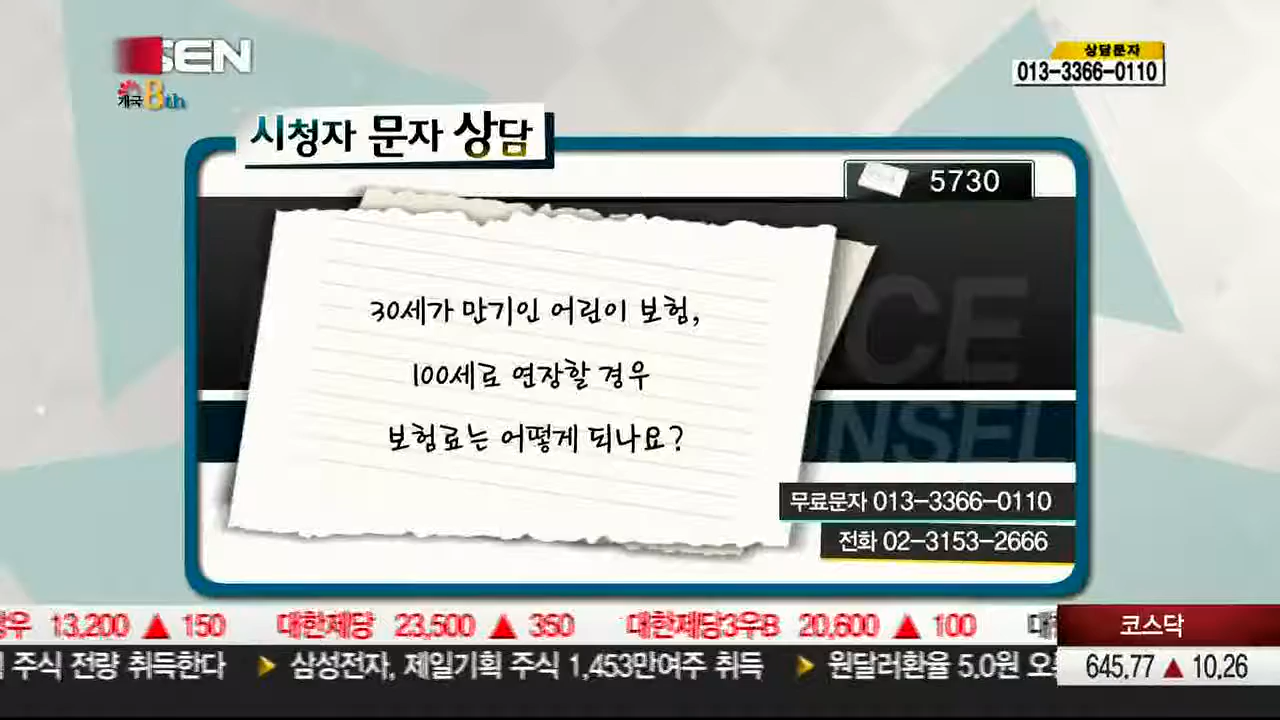 SEN
개국 8th
상담문자
013-3366-0110
시청자 문자 상담
5730
30세가 만기인 어린이 보험,
100세로 연장할 경우
보험료는 어떻게 되나요?
CE
NSEL
무료문자 013-3366-0110
전화 02-3153-2666
13,200 ▲ 150 대한제당 23,500 ▲ 350 대한제당3우B 20,600 ▲ 100
코스닥
주식 전량 취득한다 ▶ 삼성전자, 제일기획 주식 1,453만여주 취득 ▶ 원달러환율 5.0원
645.77 ▲ 10.26